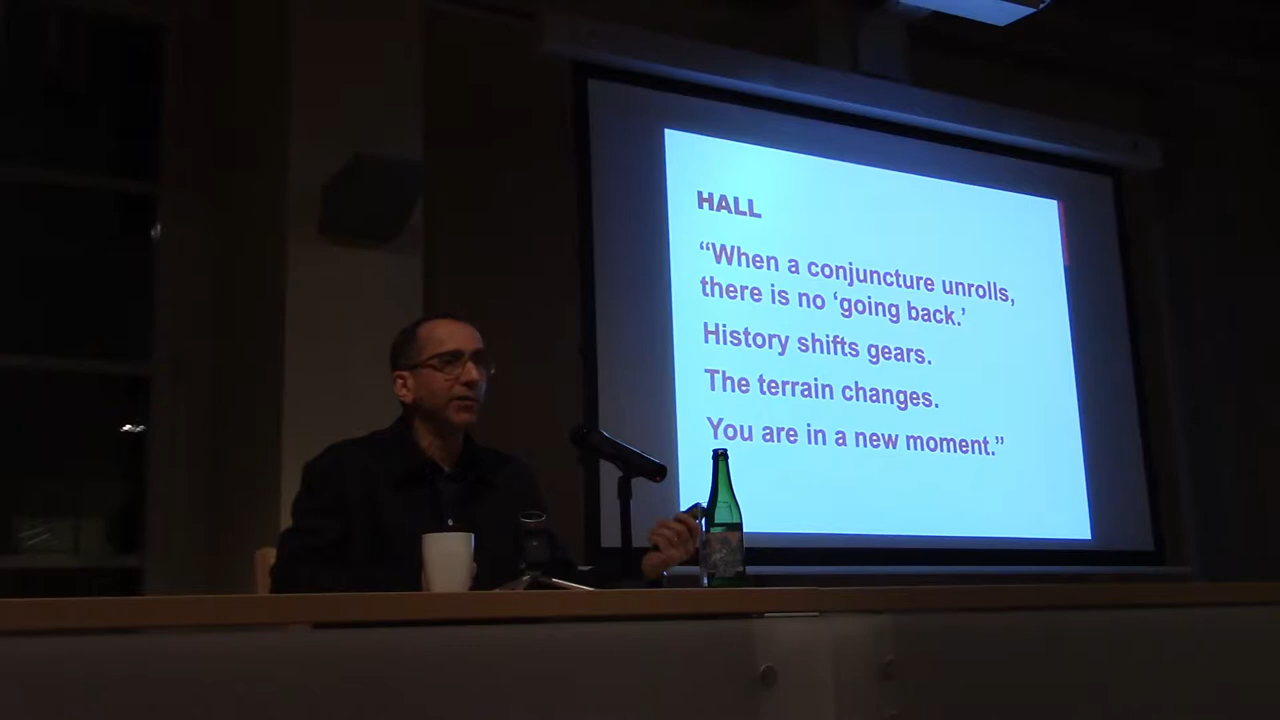 HALL
“When a conjuncture unrolls,
there is no ‘going back.’
History shifts gears.
The terrain changes.
You are in a new moment.”